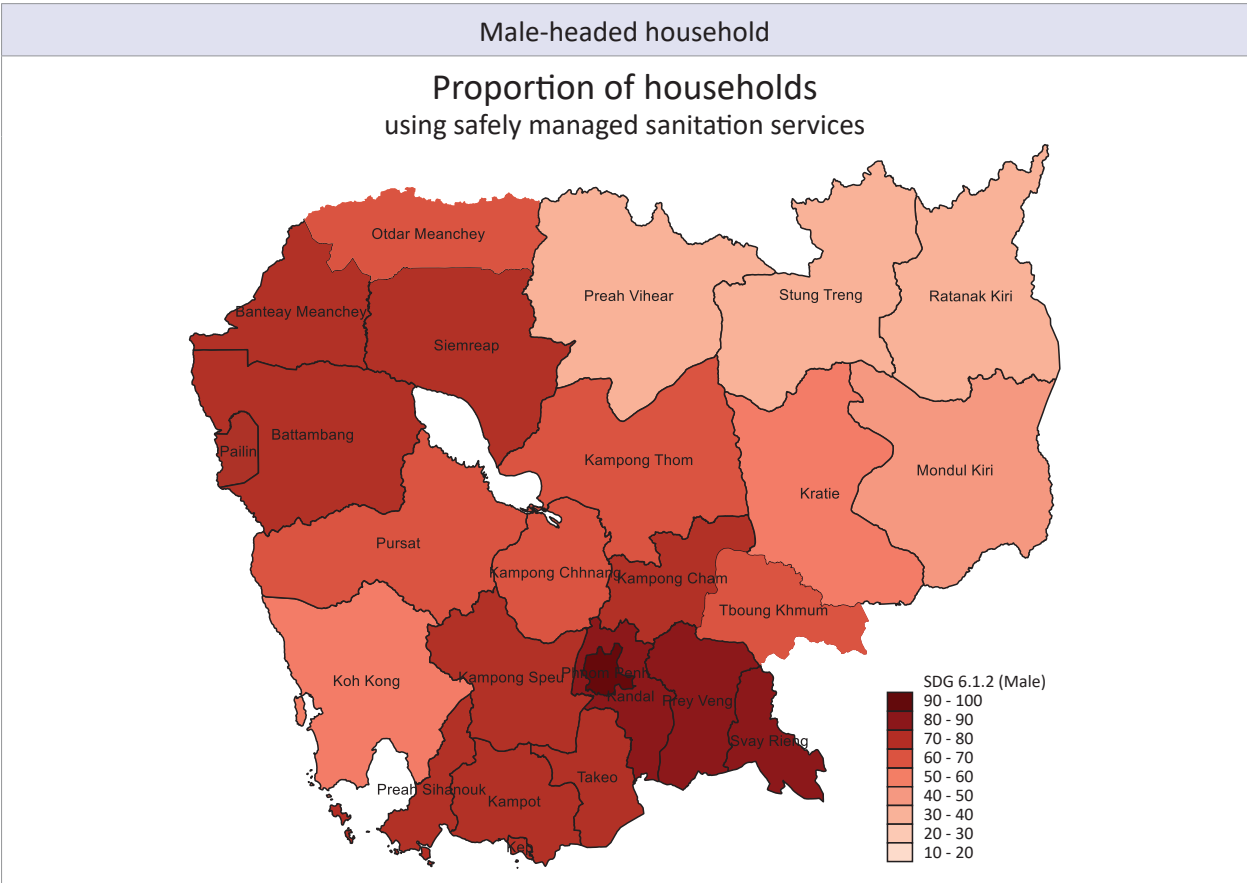 Male-headed household
Proportion of households
using safely managed sanitation services
Otdar Meanchey
Banteay Meanchey
Preah Vihear
Stung Treng
Ratanak Kiri
Siemreap
Battambang
Pailin
Kampong Thom
Mondul Kiri
Kratie
Pursat
Kampong Chhnang
Kampong Cham
Tboung Khmum
Koh Kong
Kampong Speu
Phnom Penh
Kandal
Prey Veng
Svay Rieng
Takeo
Preah Sihanouk
Kampot
Kep
SDG 6.1.2 (Male)
90 - 100
80 - 90
70 - 80
60 - 70
50 - 60
40 - 50
30 - 40
20 - 30
10 - 20